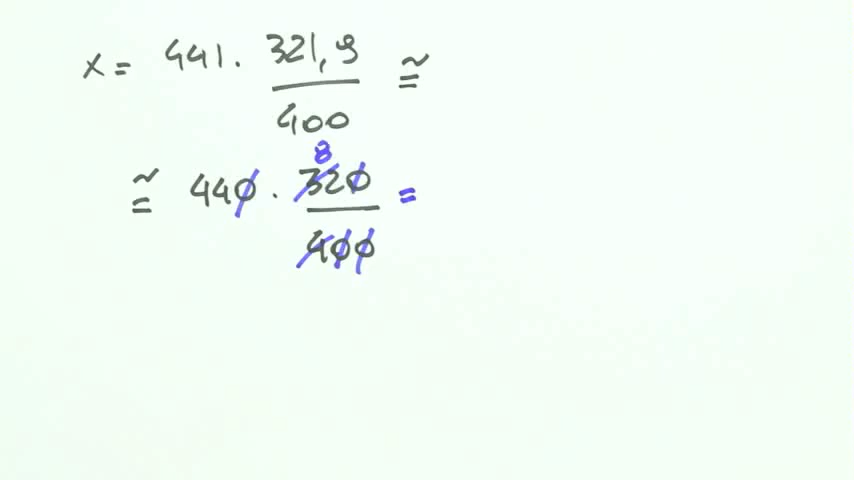 x = 441 · 321,9 / 400 ≅
≅ 440 · 320 / 400 =
8